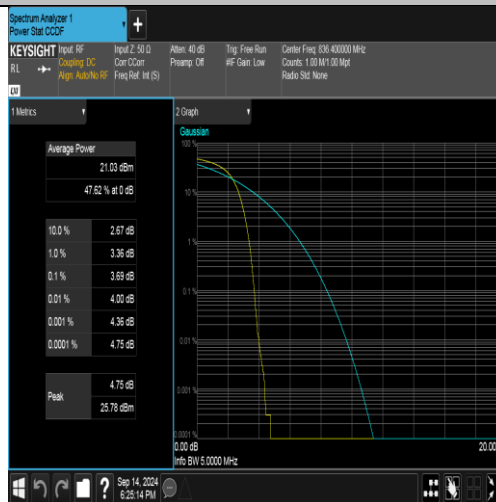 Spectrum Analyzer 1
Power Stat CCDF
+
KEYSIGHT
Input: RF
Input Z: 50 Ω
Atten: 40 dB
Trig: Free Run
Center Freq: 836.400000 MHz
RL
Coupling: DC
Corr CCorr
Preamp: Off
#IF Gain: Low
Counts: 1.00 M/1.00 Mpt
Align: Auto/No RF
Freq Ref: Int (S)
Radio Std: None
LXI
1 Metrics
2 Graph
Average Power
21.03 dBm
47.62 % at 0 dB
10.0 % 2.67 dB
1.0 % 3.36 dB
0.1 % 3.69 dB
0.01 % 4.00 dB
0.001 % 4.36 dB
0.0001 % 4.75 dB
Peak
4.75 dB
25.78 dBm
Gaussian
100 %
10 %
1 %
0.1 %
0.01 %
0.001 %
0.0001 %
0.00 dB
20.00
Info BW 5.0000 MHz
?
Sep 14, 2024
6:25:14 PM